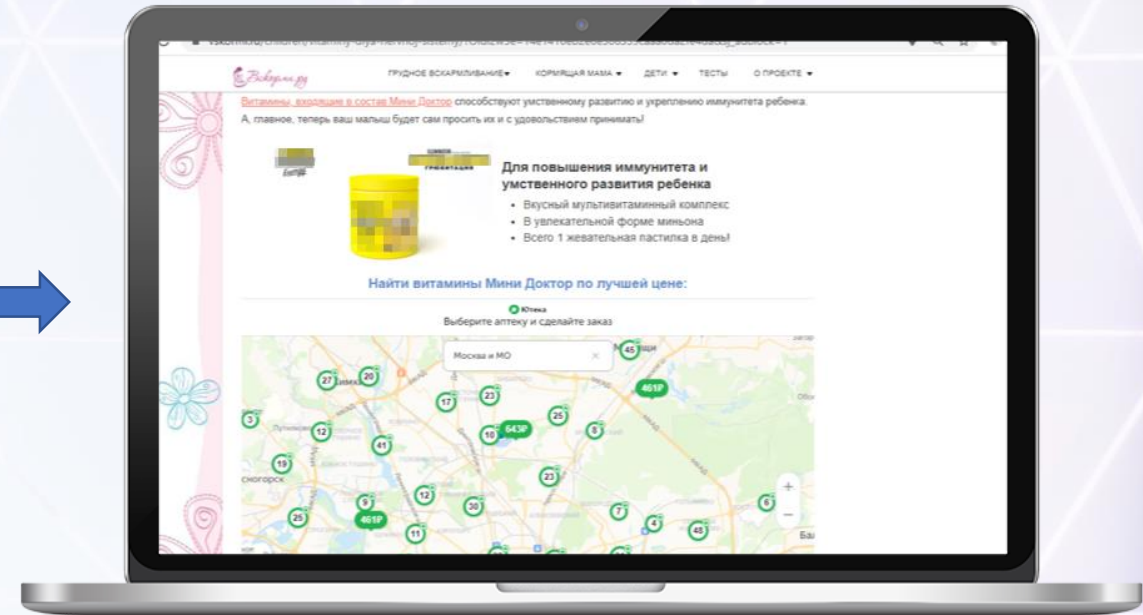 Вскорми.ру
ГРУДНОЕ ВСКАРМЛИВАНИЕ
КОРМЯЩАЯ МАМА
ДЕТИ
ТЕСТЫ
О ПРОЕКТЕ
Витамины, входящие в состав Мини Доктор способствуют умственному развитию и укреплению иммунитета ребенка.
А, главное, теперь ваш малыш будет сам просить их и с удовольствием принимать!
Для повышения иммунитета и
умственного развития ребенка
• Вкусный мультивитаминный комплекс
• В увлекательной форме миньона
• Всего 1 жевательная пастилка в день!
Найти витамины Мини Доктор по лучшей цене:
Ютека
Выберите аптеку и сделайте заказ
Москва и МО
45
27
20
461₽
17
23
3
25
12
10
643₽
8
41
19
23
сногорск
12
9
30
6
25
461₽
7
4
48
11